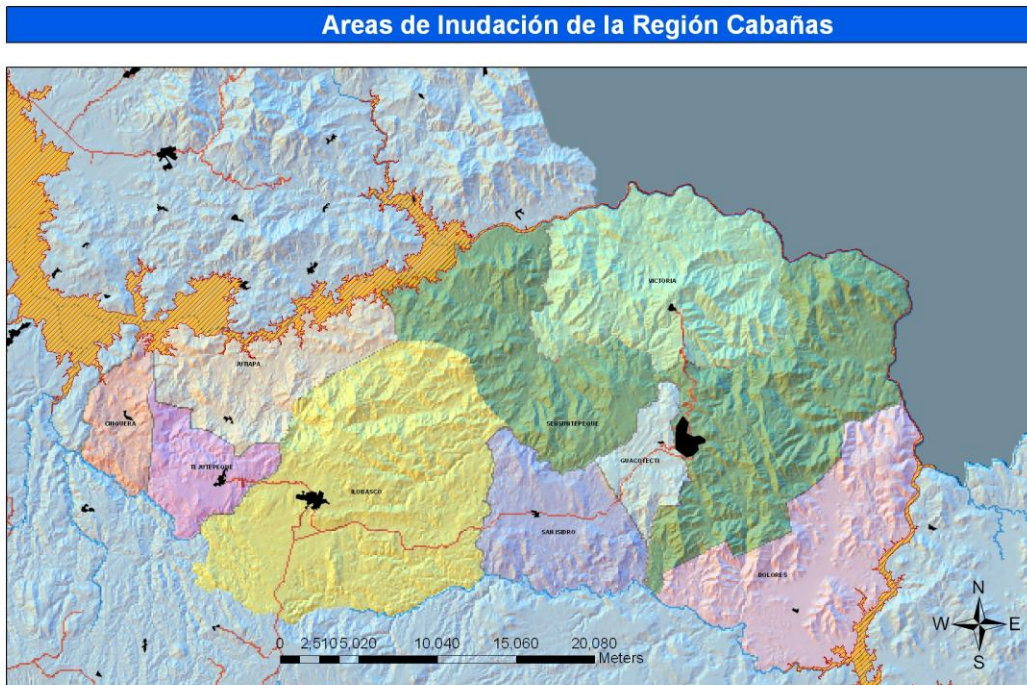 Areas de Inudación de la Región Cabañas
VICTORIA
JUTIAPA
CINQUERA
SENSUNTEPEQUE
TEJUTEPEQUE
GUACOTECTI
ILOBASCO
SAN ISIDRO
DOLORES
N
W E
S
0 2,510 5,020 10,040 15,060 20,080
Meters